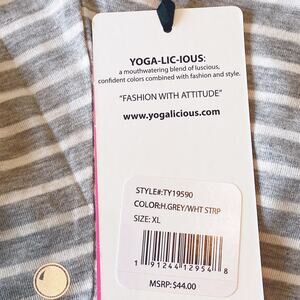 YOGA-LIC-IOUS:
a mouthwatering blend of luscious,
confident colors combined with fashion and style.
“FASHION WITH ATTITUDE”
www.yogalicious.com
STYLE#:TY19590
COLOR:H.GREY/WHT STRP
SIZE: XL
1 91244 12954 8
MSRP: $44.00